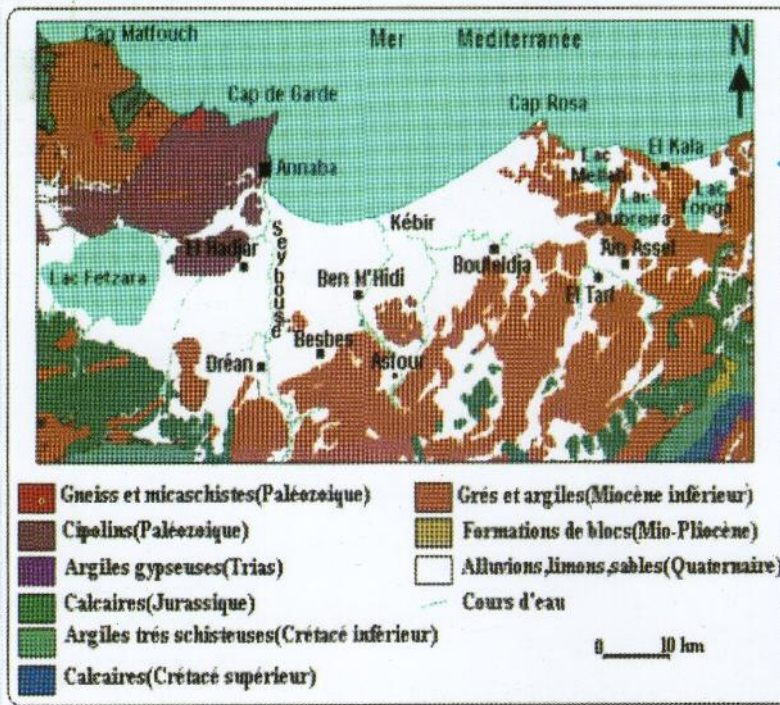 Cap Matfouch
Mer Méditerranée
N
Cap de Garde
Cap Rosa
El Kala
Annaba
Lac Mellah
Lac Oubreira
Lac Tonga
Kébir
Seybouse
El Hadjar
Bouteldja
Ain Assel
Lac Fetzara
Ben M'Hidi
El Tarf
Besbes
Dréan
Asfour
Gneiss et micaschistes(Paléozoique)
Cipolins(Paléozoique)
Argiles gypseuses(Trias)
Calcaires(Jurassique)
Argiles trés schisteuses(Crétacé inférieur)
Calcaires(Crétacé supérieur)
Grés et argiles(Miocène inférieur)
Formations de blocs(Mio-Pliocène)
Alluvions,limons,sables(Quaternaire)
Cours d'eau
0 10 km